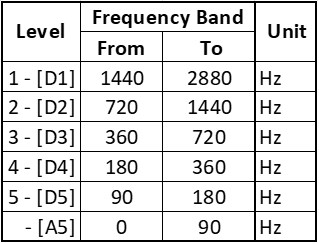 Level Frequency Band Unit
From To
1 - [D1] 1440 2880 Hz
2 - [D2] 720 1440 Hz
3 - [D3] 360 720 Hz
4 - [D4] 180 360 Hz
5 - [D5] 90 180 Hz
- [A5] 0 90 Hz